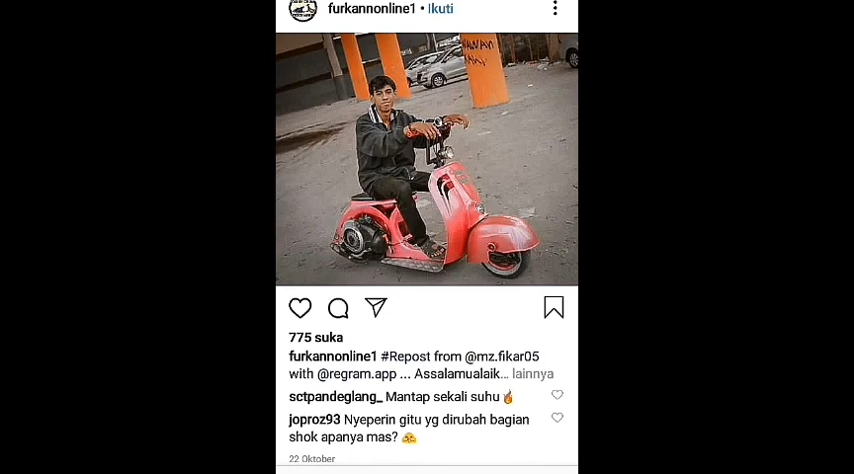 furkannonline1 • Ikuti
775 suka
furkannonline1 #Repost from @mz.fikar05
with @regram.app ... Assalamualaik... lainnya
sctpandeglang_ Mantap sekali suhu🔥
joproz93 Nyeperin gitu yg dirubah bagian
shok apanya mas? 🙏
22 Oktober